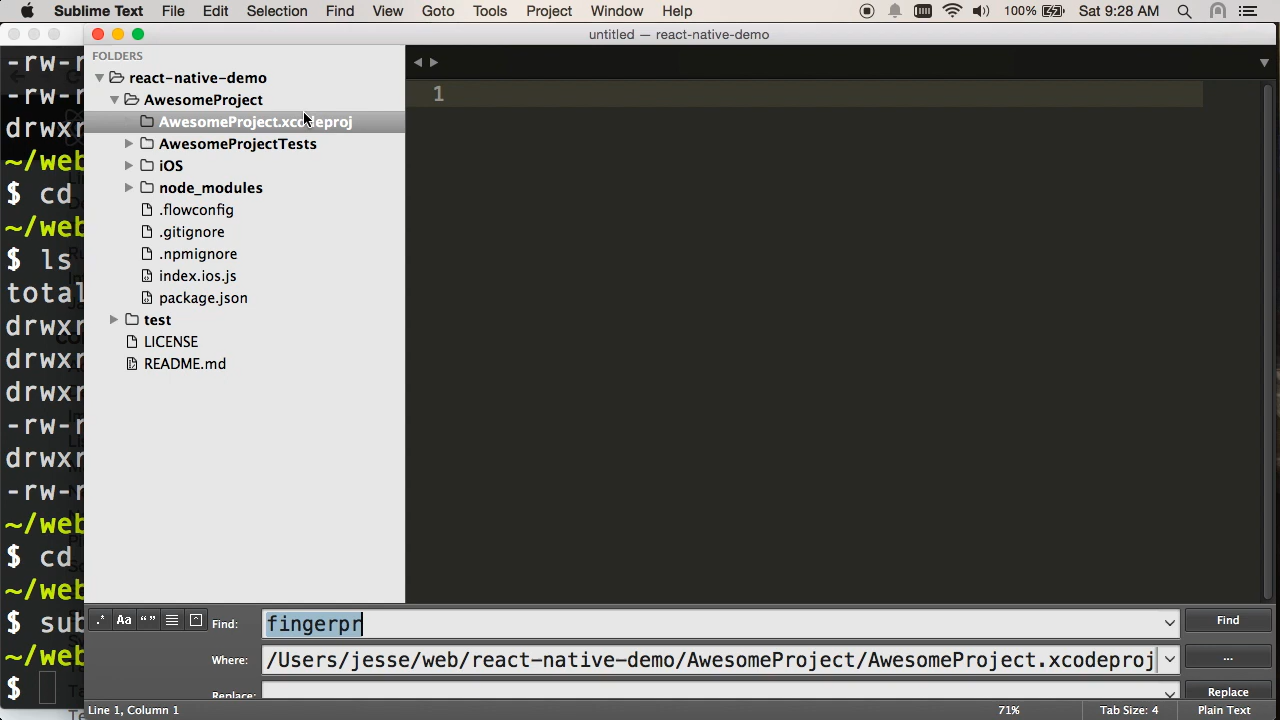 Sublime Text File Edit Selection Find View Goto Tools Project Window Help 100% Sat 9:28 AM
untitled — react-native-demo
FOLDERS
react-native-demo
AwesomeProject
AwesomeProject.xcodeproj
AwesomeProjectTests
iOS
node_modules
.flowconfig
.gitignore
.npmignore
index.ios.js
package.json
test
LICENSE
README.md
1
-rw-r
-rw-r
drwxr
~/web
$ cd
~/web
$ ls
total
drwxr
drwxr
drwxr
-rw-r
drwxr
-rw-r
~/web
$ cd
~/web
$ sub
~/web
$
.* Aa “ ” Find: fingerpr Find
Where: /Users/jesse/web/react-native-demo/AwesomeProject/AwesomeProject.xcodeproj ...
Replace: Replace
Line 1, Column 1 71% Tab Size: 4 Plain Text